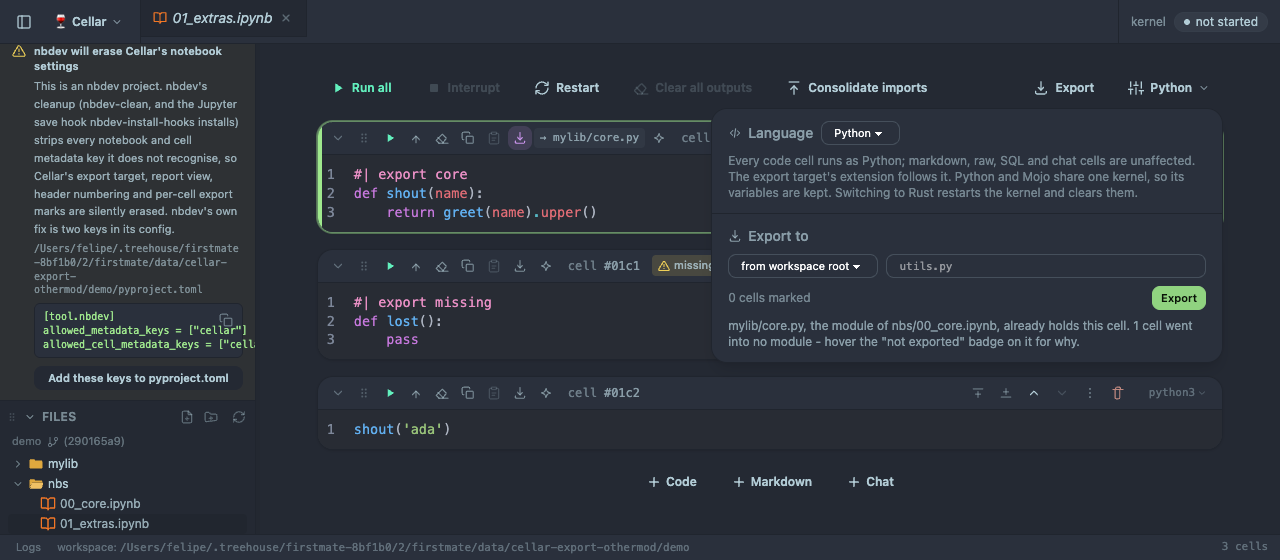 Cellar
01_extras.ipynb
kernel
not started
nbdev will erase Cellar's notebook
settings
This is an nbdev project. nbdev's
cleanup (nbdev-clean, and the Jupyter
save hook nbdev-install-hooks installs)
strips every notebook and cell
metadata key it does not recognise, so
Cellar's export target, report view,
header numbering and per-cell export
marks are silently erased. nbdev's own
fix is two keys in its config.
/Users/felipe/.treehouse/firstmate
-8bf1b0/2/firstmate/data/cellar-
export-
othermod/demo/pyproject.toml
[tool.nbdev]
allowed_metadata_keys = ["cellar"]
allowed_cell_metadata_keys = ["cella
Add these keys to pyproject.toml
FILES
demo (290165a9)
mylib
nbs
00_core.ipynb
01_extras.ipynb
Run all
Interrupt
Restart
Clear all outputs
Consolidate imports
Export
Python
→ mylib/core.py
cell
1 #| export core
2 def shout(name):
3 return greet(name).upper()
cell #01c1
missing
1 #| export missing
2 def lost():
3 pass
Language
Python
Every code cell runs as Python; markdown, raw, SQL and chat cells are unaffected.
The export target's extension follows it. Python and Mojo share one kernel, so its
variables are kept. Switching to Rust restarts the kernel and clears them.
Export to
from workspace root
utils.py
0 cells marked
Export
mylib/core.py, the module of nbs/00_core.ipynb, already holds this cell. 1 cell went
into no module - hover the "not exported" badge on it for why.
cell #01c2
python3
1 shout('ada')
+ Code
+ Markdown
+ Chat
Logs
workspace: /Users/felipe/.treehouse/firstmate-8bf1b0/2/firstmate/data/cellar-export-othermod/demo
3 cells